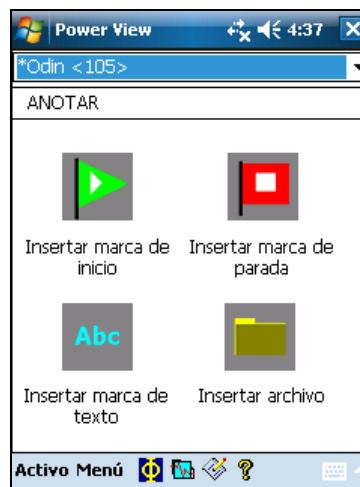 Power View 4:37
*Odin <105>
ANOTAR
Insertar marca de inicio
Insertar marca de parada
Abc
Insertar marca de texto
Insertar archivo
Activo Menú